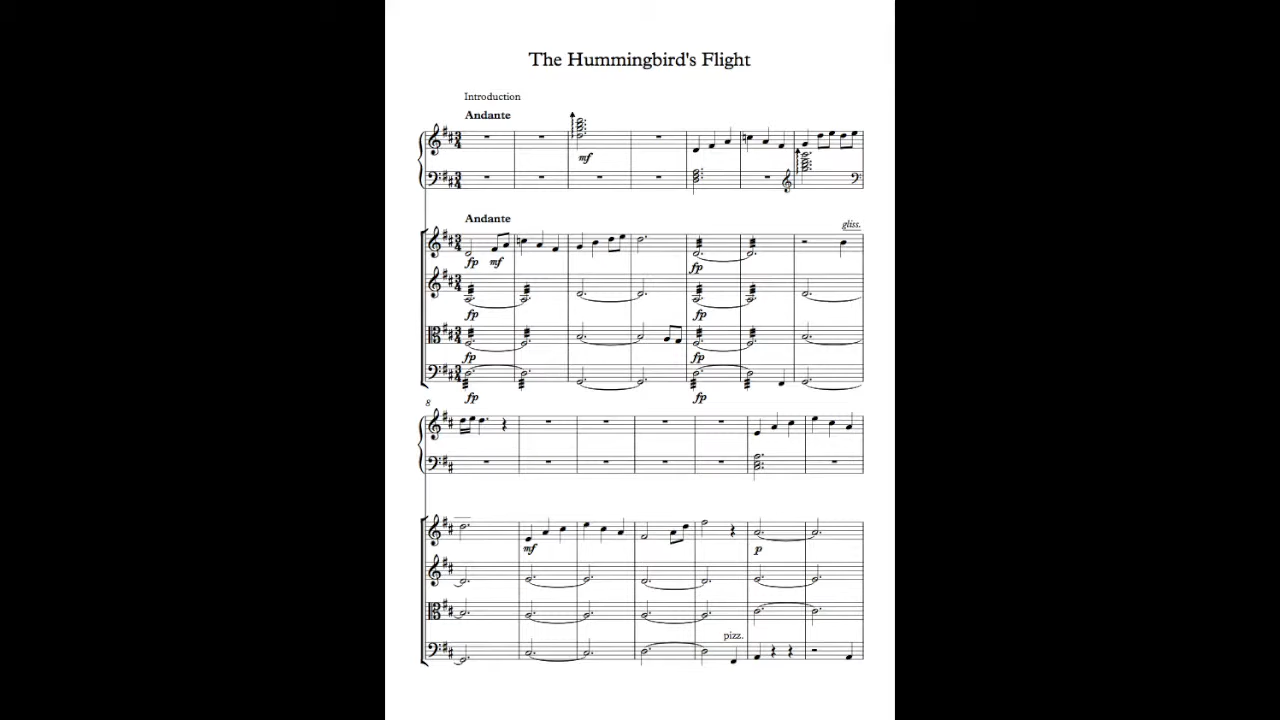 The Hummingbird's Flight
Introduction
Andante
mf
Andante
gliss.
fp mf fp
fp fp
fp fp
fp fp
8
mf p
pizz.